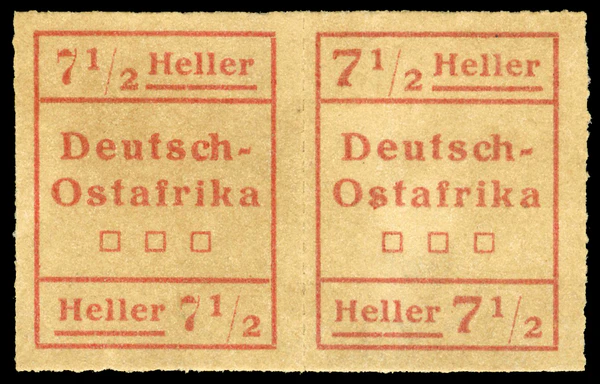 7 1/2 Heller
Deutsch-
Ostafrika
Heller 7 1/2
7 1/2 Heller
Deutsch-
Ostafrika
Heller 7 1/2